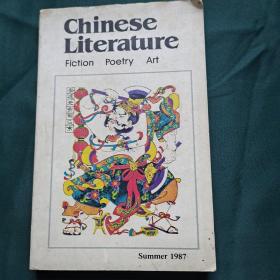 Chinese
Literature
Fiction Poetry Art
Summer 1987